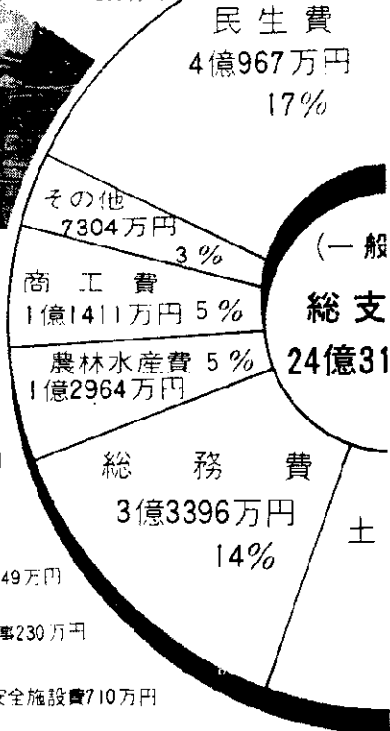 民生費
4億967万円
17%
その他
7304万円
3%
商工費
1億1411万円 5%
農林水産費 5%
1億2964万円
総務費
3億3396万円
14%
(一般
総支
24億31
土
49万円
事230万円
安全施設費710万円